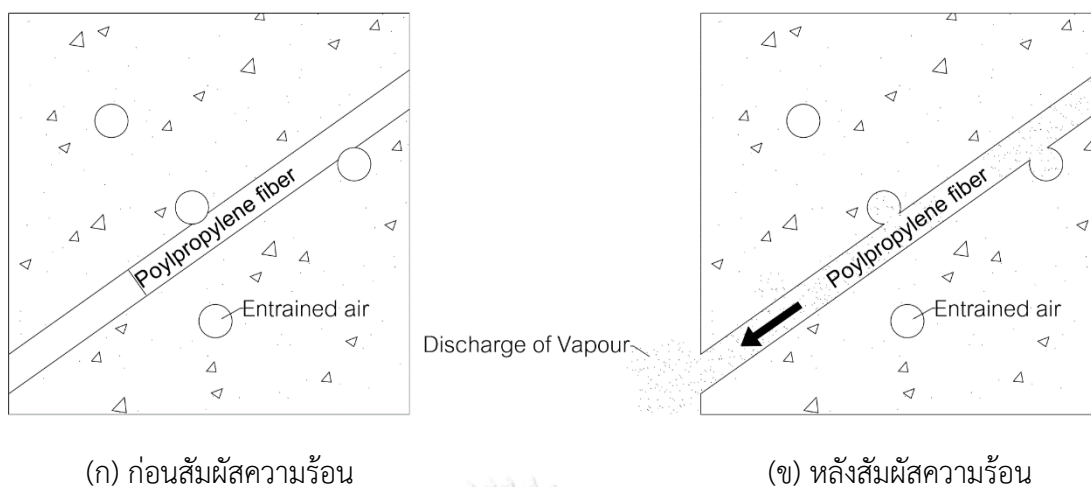 Poylpropylene fiber
Entrained air
(ก) ก่อนสัมผัสความร้อน
Poylpropylene fiber
Entrained air
Discharge of Vapour
(ข) หลังสัมผัสความร้อน